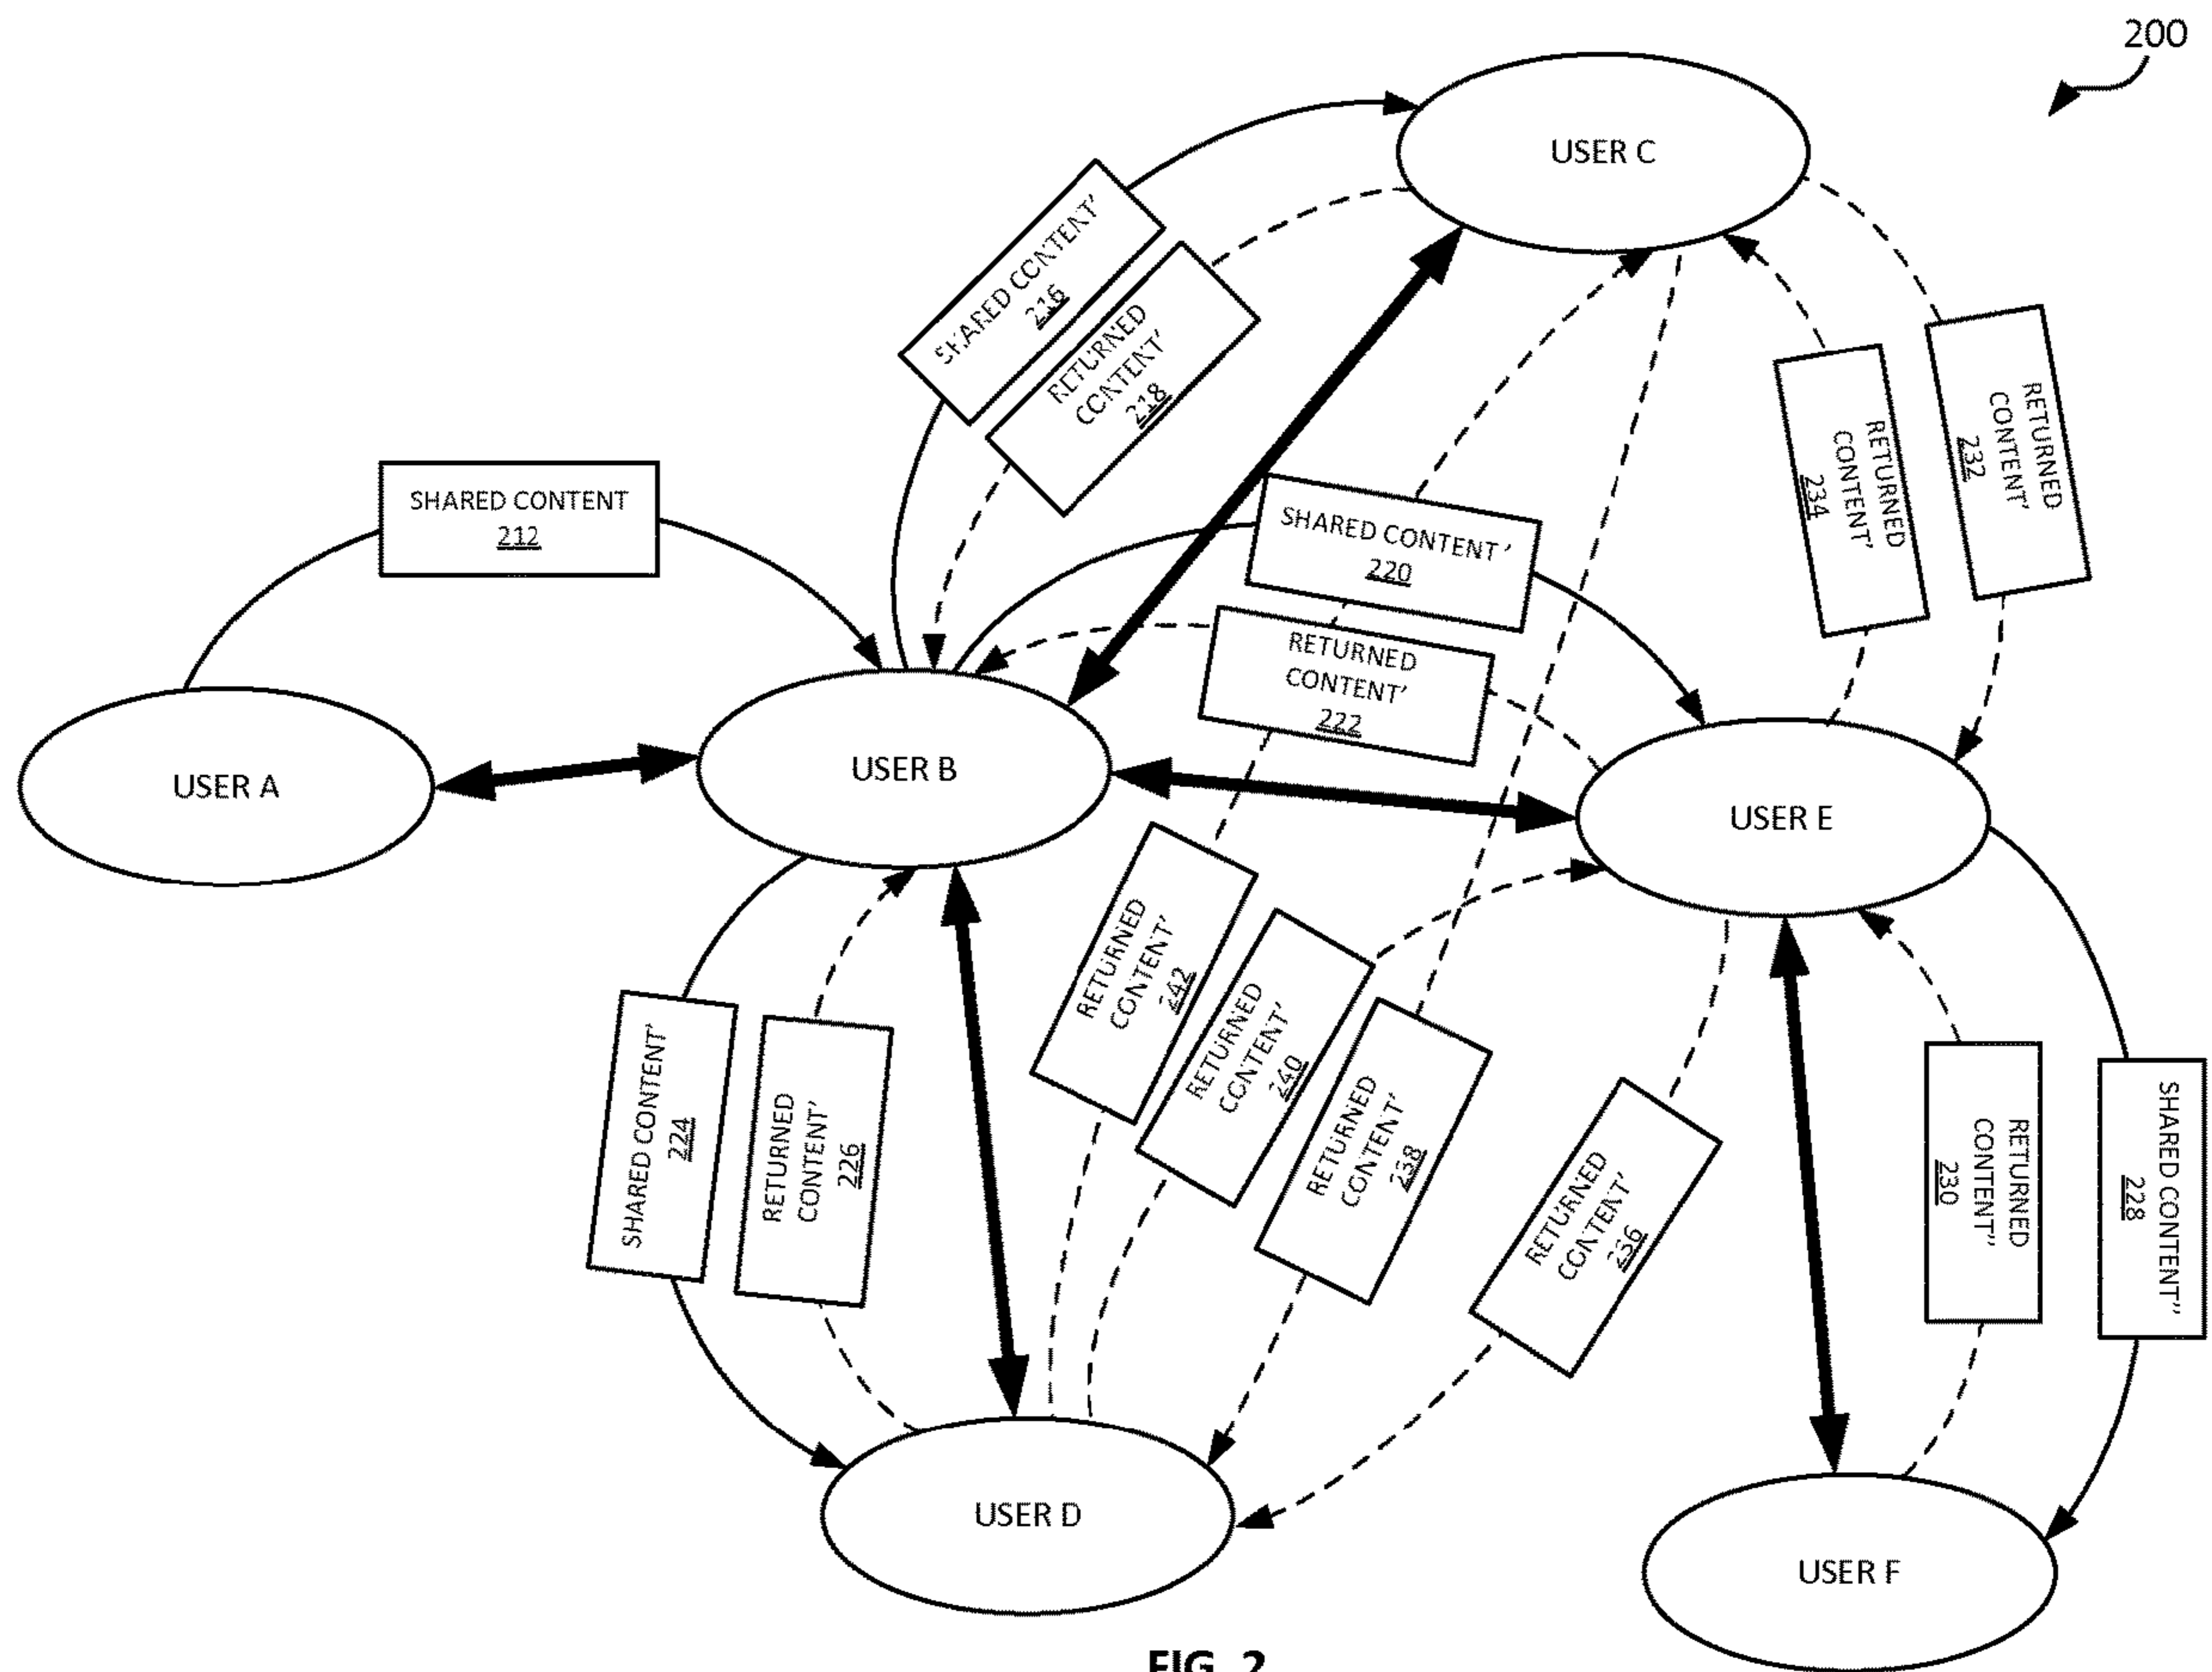 200
USER C
SHARED CONTENT'
216
RETURNED
CONTENT'
218
RETURNED
CONTENT'
232
RETURNED
CONTENT'
234
SHARED CONTENT
212
SHARED CONTENT'
220
RETURNED
CONTENT'
222
USER A
USER B
USER E
RETURNED
CONTENT'
242
RETURNED
CONTENT'
240
RETURNED
CONTENT'
238
RETURNED
CONTENT'
236
SHARED CONTENT'
224
RETURNED
CONTENT'
226
RETURNED
CONTENT''
230
SHARED CONTENT''
228
USER D
USER F
FIG. 2